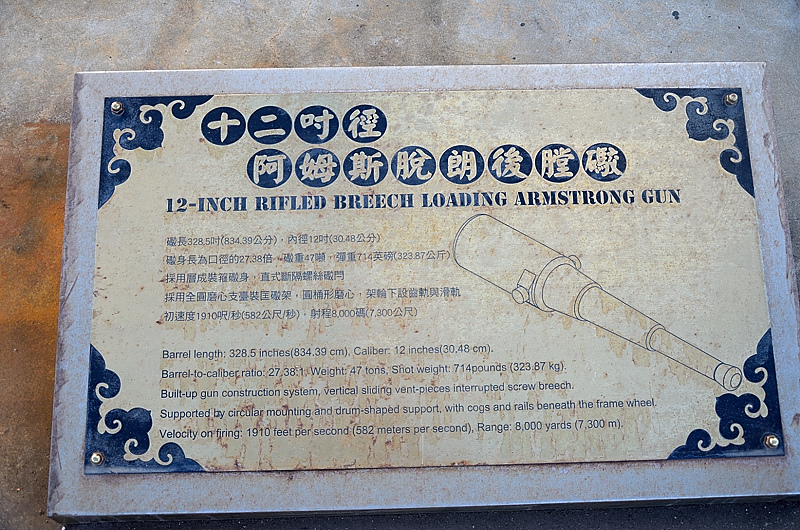 十二吋徑
阿姆斯脫朗後膛礮
12-INCH RIFLED BREECH LOADING ARMSTRONG GUN
礮長328.5吋(834.39公分)，內徑12吋(30.48公分)
礮身長為口徑的27.38倍，礮重47噸，彈重714英磅(323.87公斤)
採用層成裝箍礮身，直式斷隔螺絲礮閂
採用全圓磨心支臺裝匡礮架，圓桶形磨心，架輪下設齒軌與滑軌
初速度1910呎/秒(582公尺/秒)，射程8,000碼(7,300公尺)
Barrel length: 328.5 inches(834.39 cm), Caliber: 12 inches(30.48 cm).
Barrel-to-caliber ratio: 27.38:1, Weight: 47 tons, Shot weight: 714pounds (323.87 kg).
Built-up gun construction system, vertical sliding vent-pieces interrupted screw breech.
Supported by circular mounting and drum-shaped support, with cogs and rails beneath the frame wheel.
Velocity on firing: 1910 feet per second (582 meters per second), Range: 8,000 yards (7,300 m).